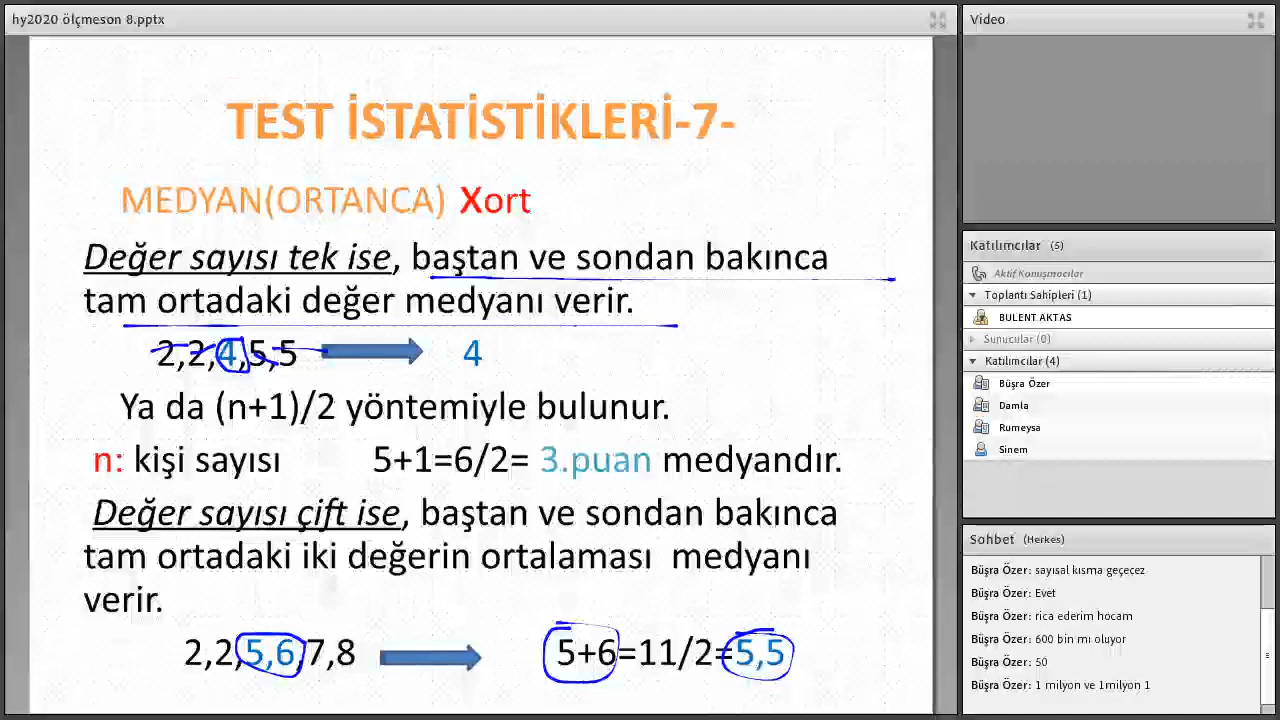 hy2020 ölçmeson 8.pptx
TEST İSTATİSTİKLERİ-7-
MEDYAN(ORTANCA) Xort
Değer sayısı tek ise, baştan ve sondan bakınca
tam ortadaki değer medyanı verir.
2,2,4,5,5 4
Ya da (n+1)/2 yöntemiyle bulunur.
n: kişi sayısı 5+1=6/2= 3.puan medyandır.
Değer sayısı çift ise, baştan ve sondan bakınca
tam ortadaki iki değerin ortalaması medyanı
verir.
2,2,5,6,7,8 5+6=11/2=5,5
Video
Katılımcılar (5)
Aktif Konuşmacılar
Toplantı Sahipleri (1)
BULENT AKTAS
Sunucular (0)
Katılımcılar (4)
Büşra Özer
Damla
Rumeysa
Sinem
Sohbet (Herkes)
Büşra Özer: sayısal kısma geçecez
Büşra Özer: Evet
Büşra Özer: rica ederim hocam
Büşra Özer: 600 bin mı oluyor
Büşra Özer: 50
Büşra Özer: 1 milyon ve 1milyon 1